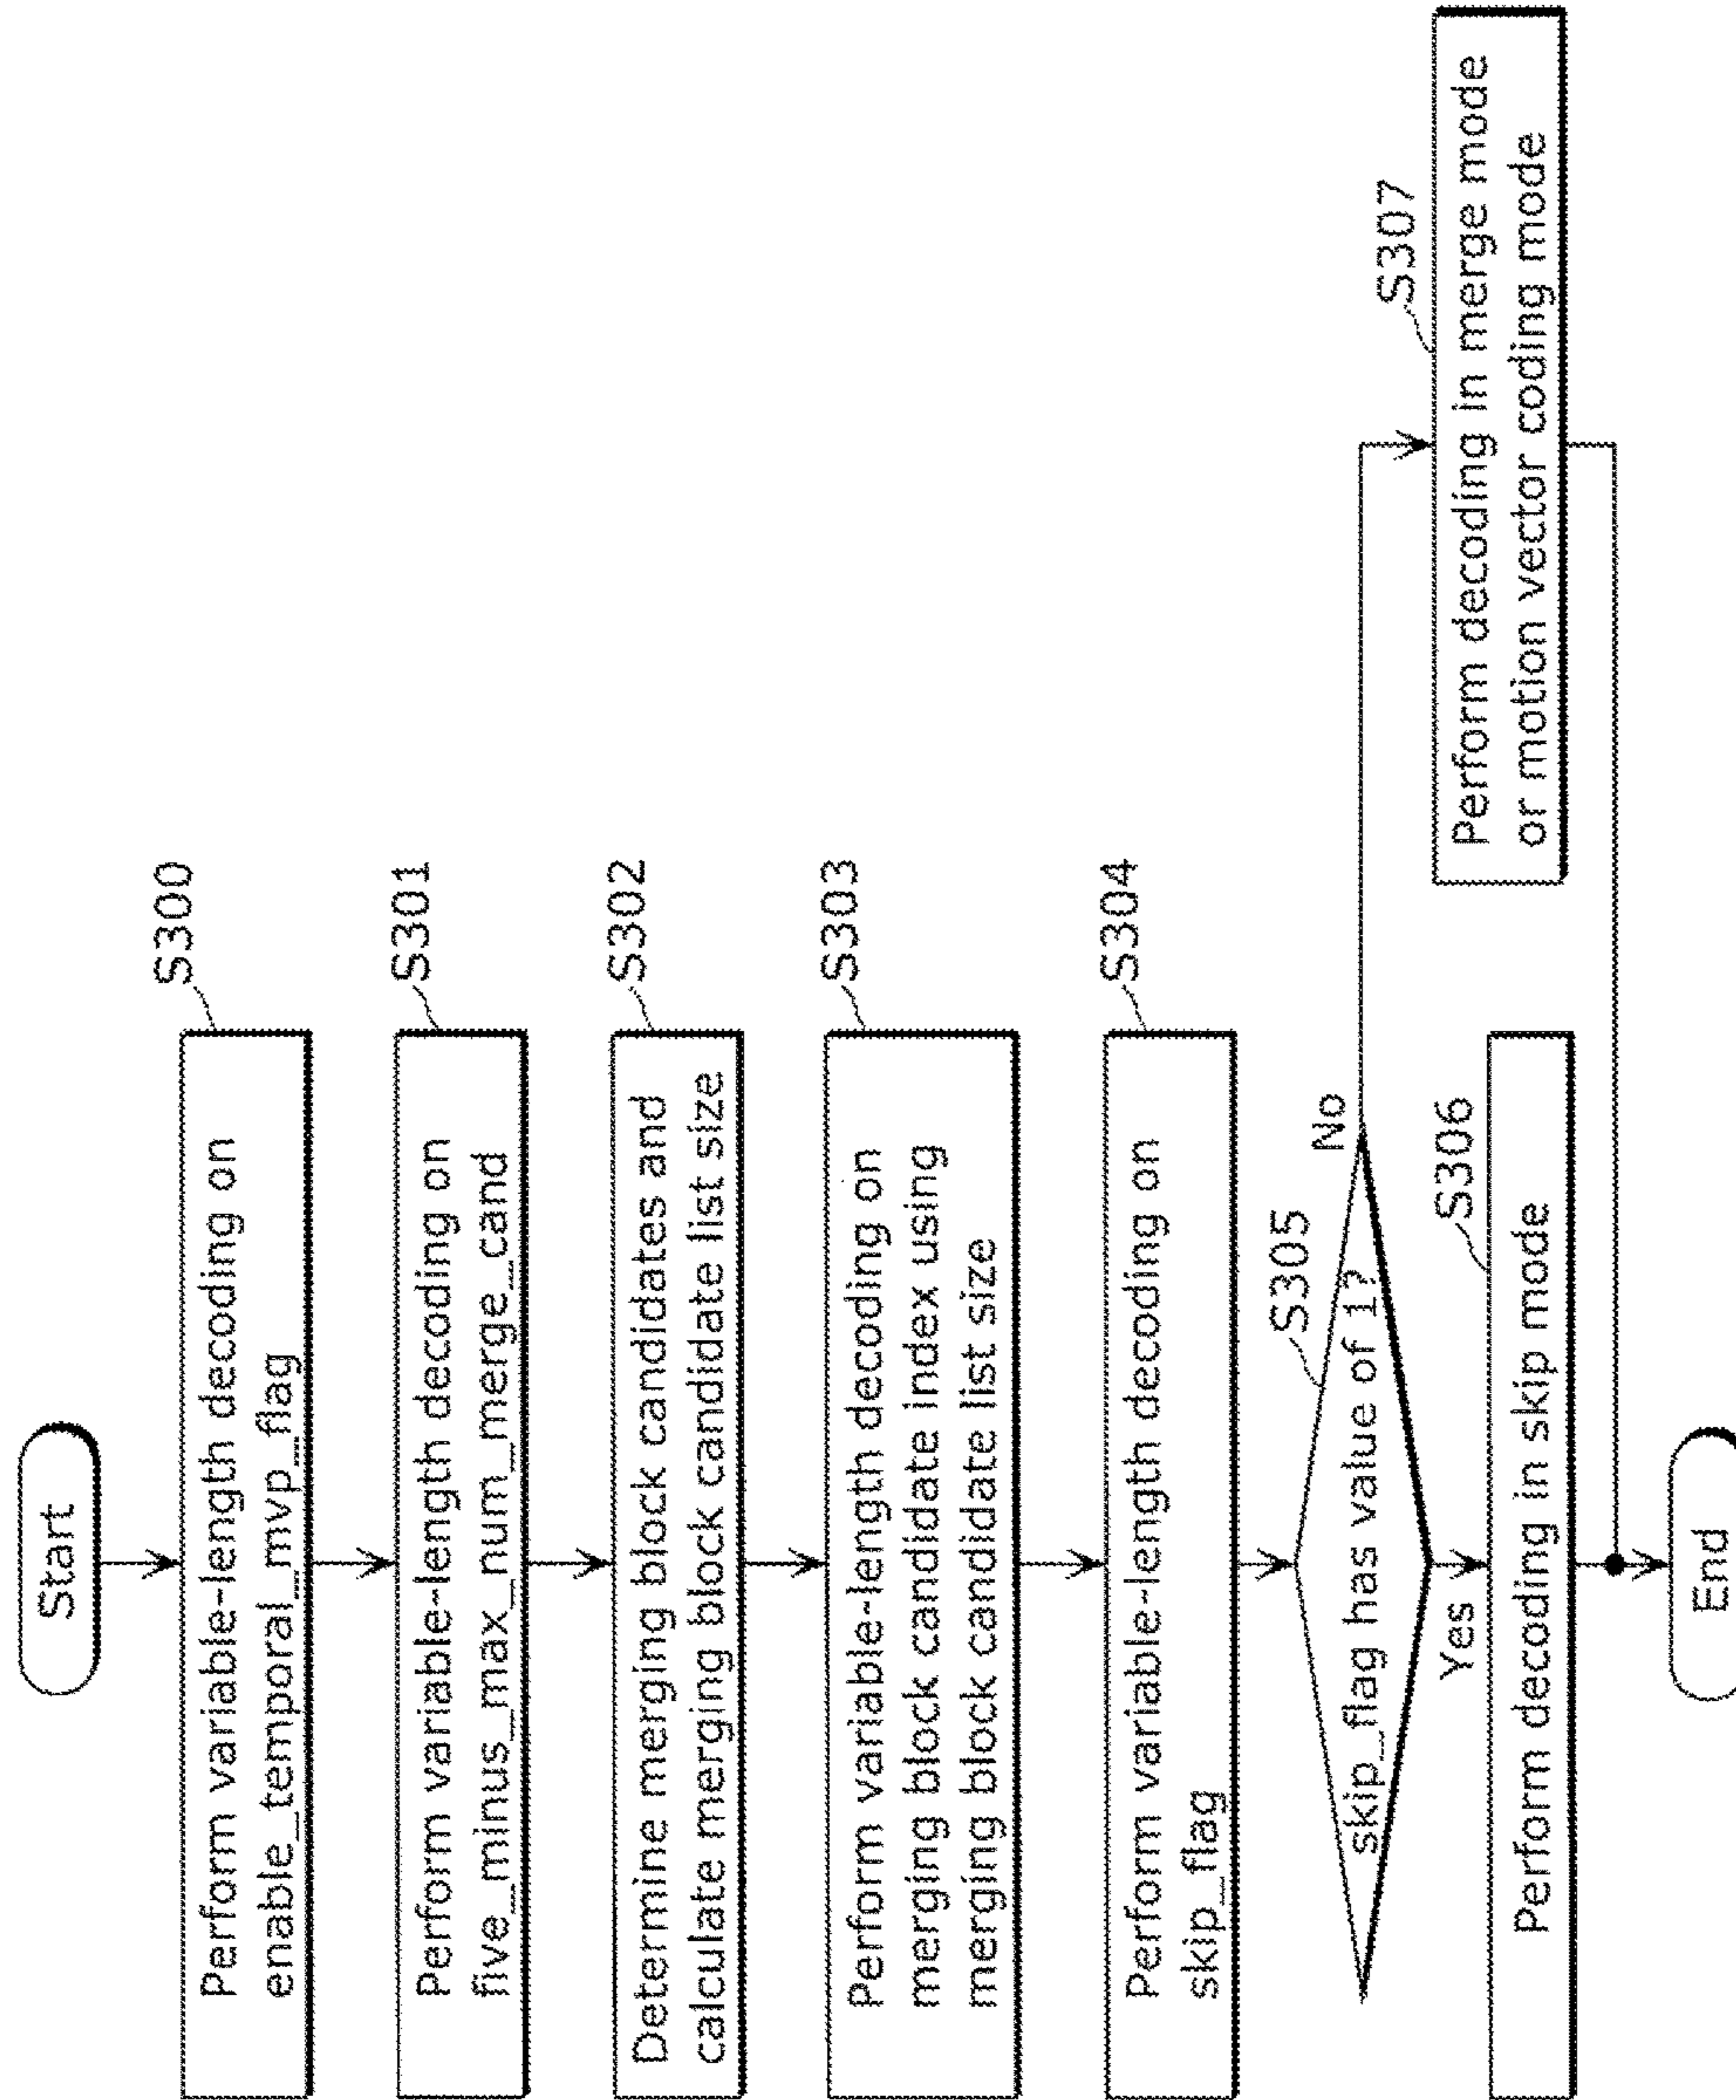 Start
S300
Perform variable-length decoding on
enable_temporal_mvp_flag
S301
Perform variable-length decoding on
five_minus_max_num_merge_cand
S302
Determine merging block candidates and
calculate merging block candidate list size
S303
Perform variable-length decoding on
merging block candidate index using
merging block candidate list size
S304
Perform variable-length decoding on
skip_flag
S305
skip_flag has value of 1?
No
Yes
S306
Perform decoding in skip mode
S307
Perform decoding in merge mode
or motion vector coding mode
End